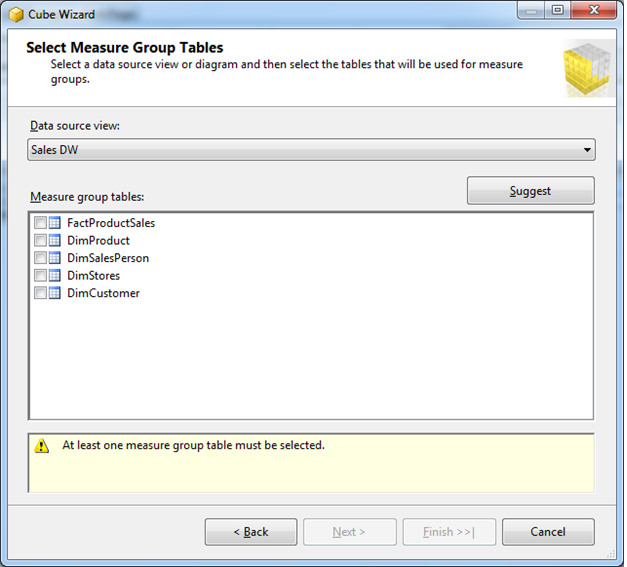 Cube Wizard
Select Measure Group Tables
Select a data source view or diagram and then select the tables that will be used for measure
groups.
Data source view:
Sales DW
Measure group tables:
Suggest
FactProductSales
DimProduct
DimSalesPerson
DimStores
DimCustomer
At least one measure group table must be selected.
< Back
Next >
Finish >>|
Cancel